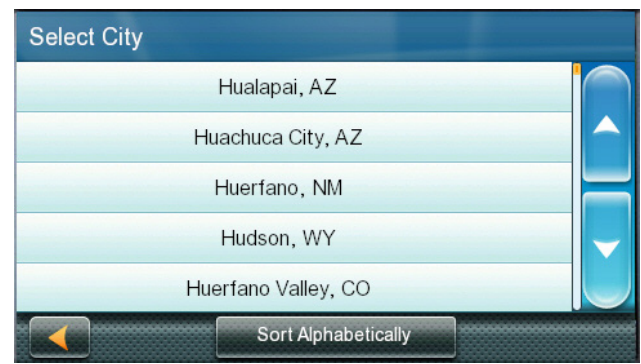 Select City
Hualapai, AZ
Huachuca City, AZ
Huerfano, NM
Hudson, WY
Huerfano Valley, CO
Sort Alphabetically